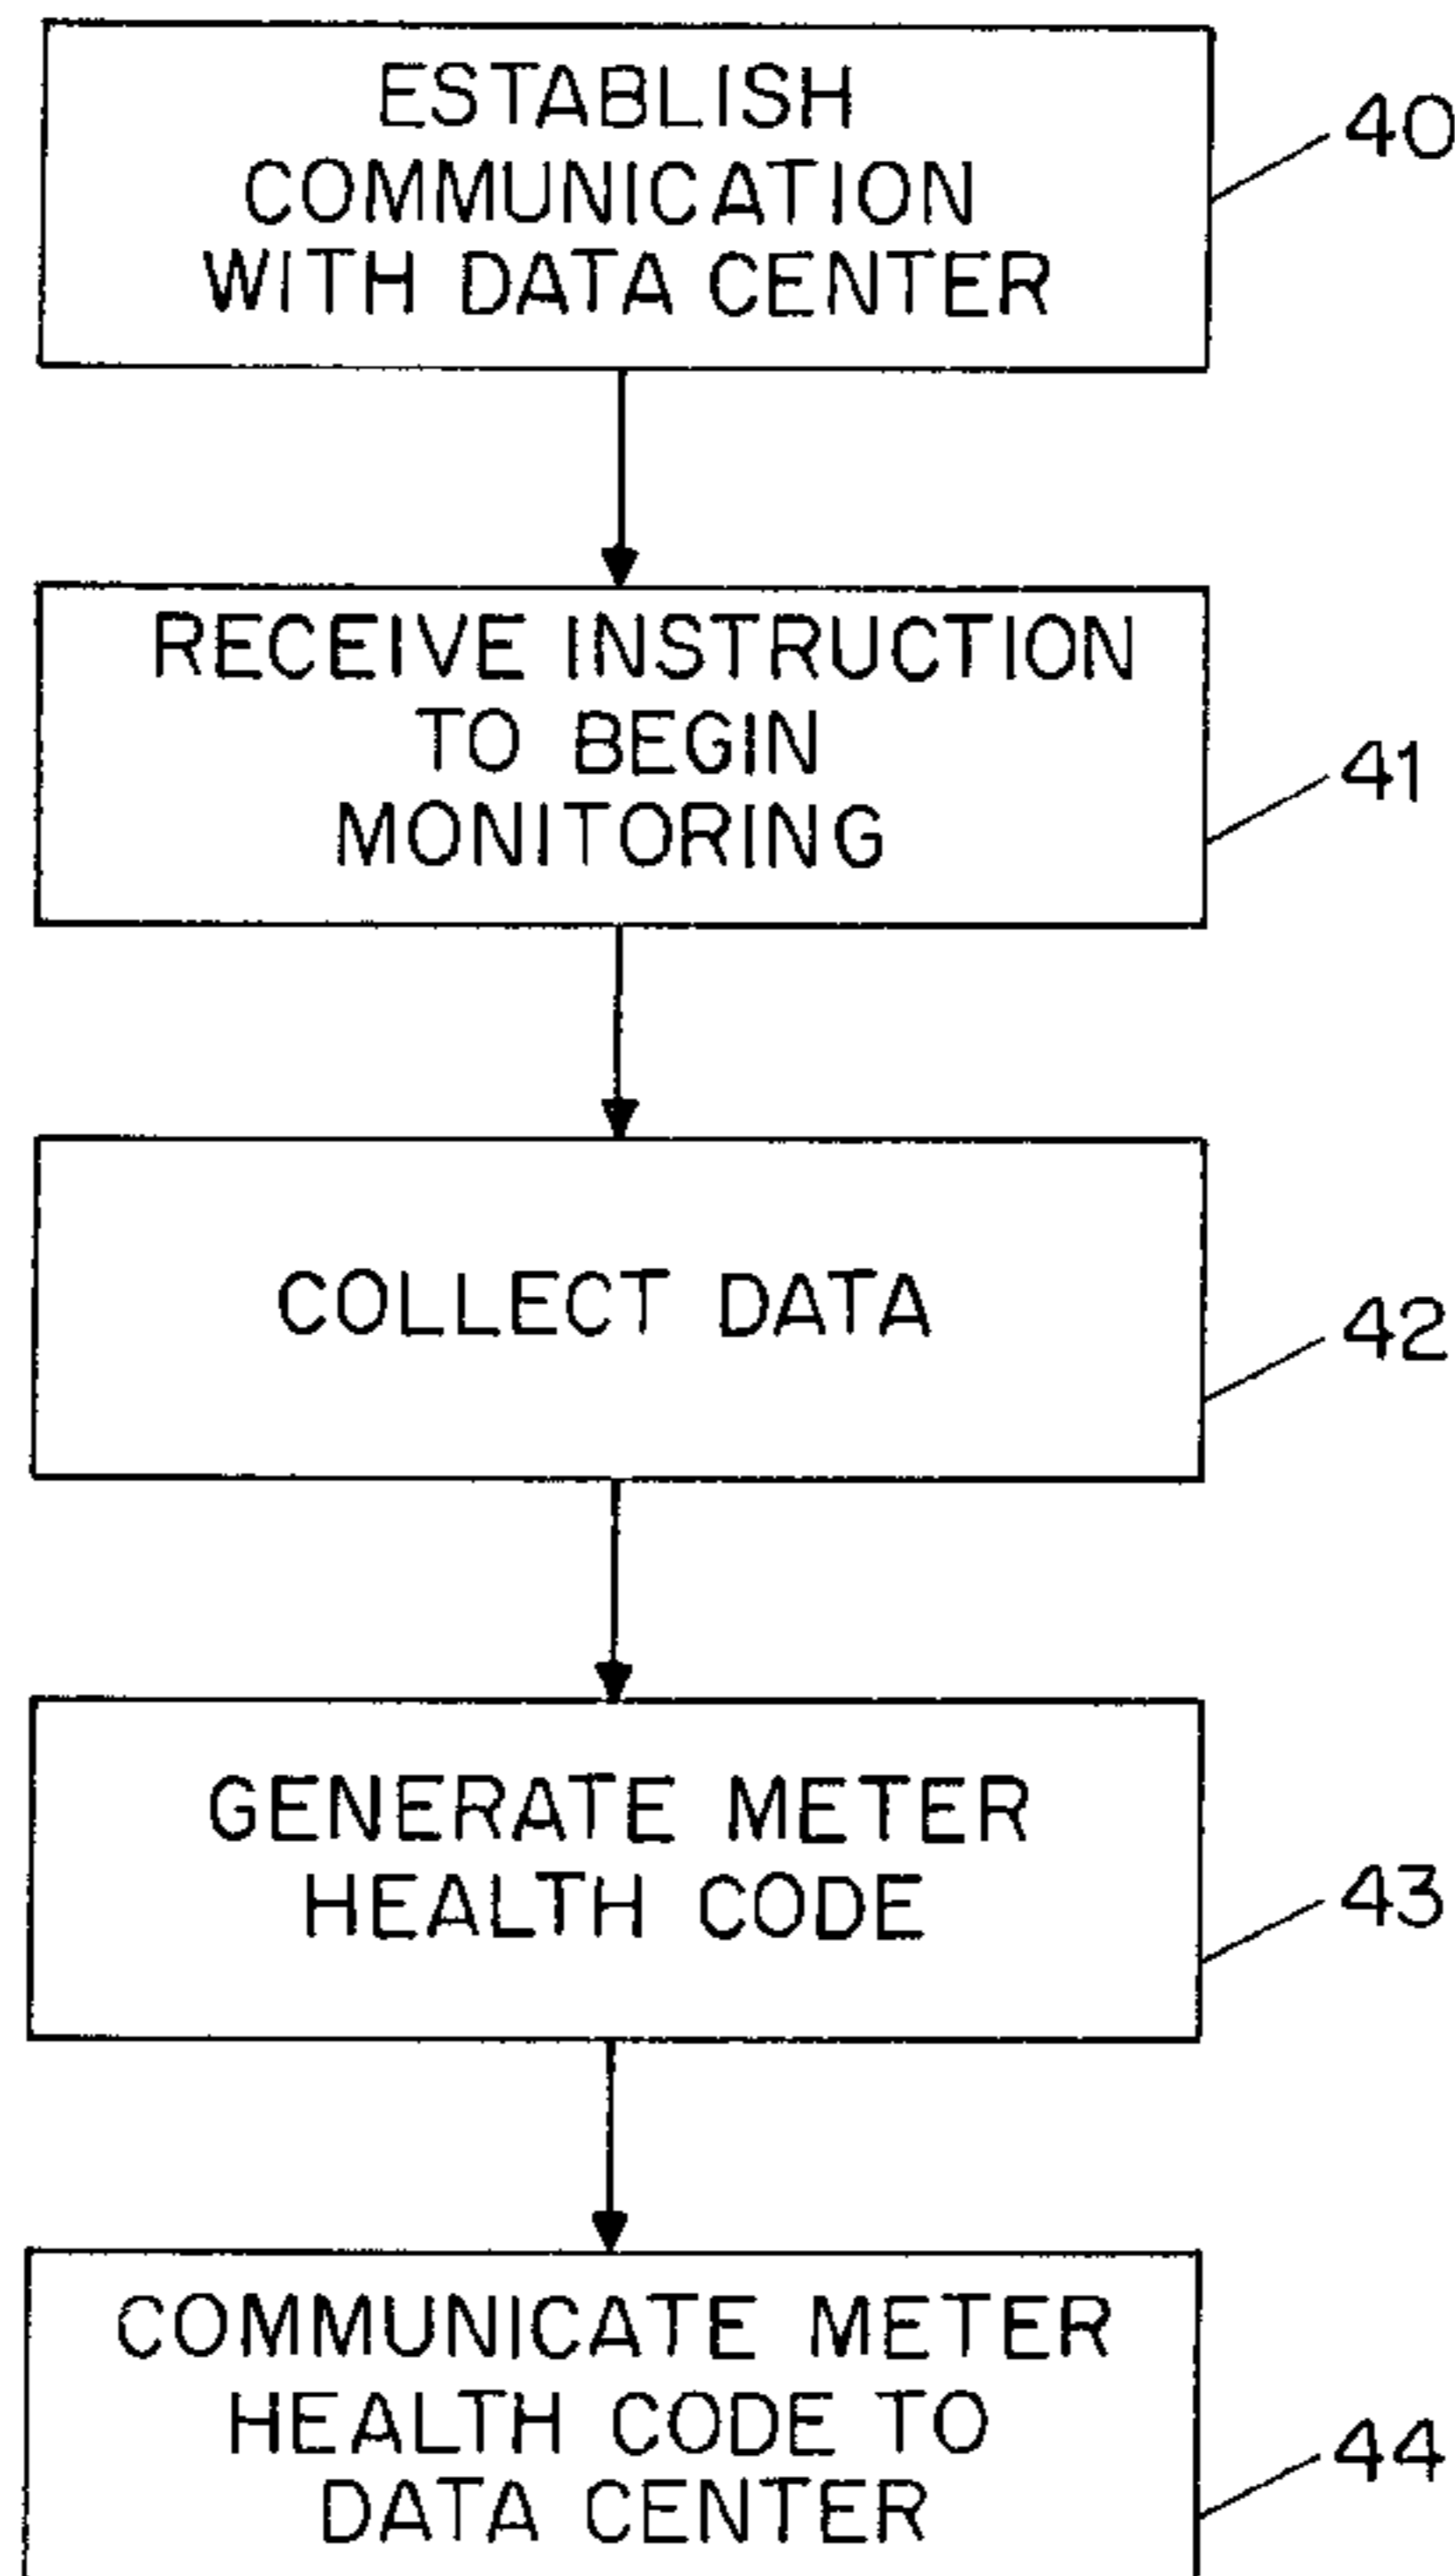 ESTABLISH
COMMUNICATION
WITH DATA CENTER
40
RECEIVE INSTRUCTION
TO BEGIN
MONITORING
41
COLLECT DATA
42
GENERATE METER
HEALTH CODE
43
COMMUNICATE METER
HEALTH CODE TO
DATA CENTER
44